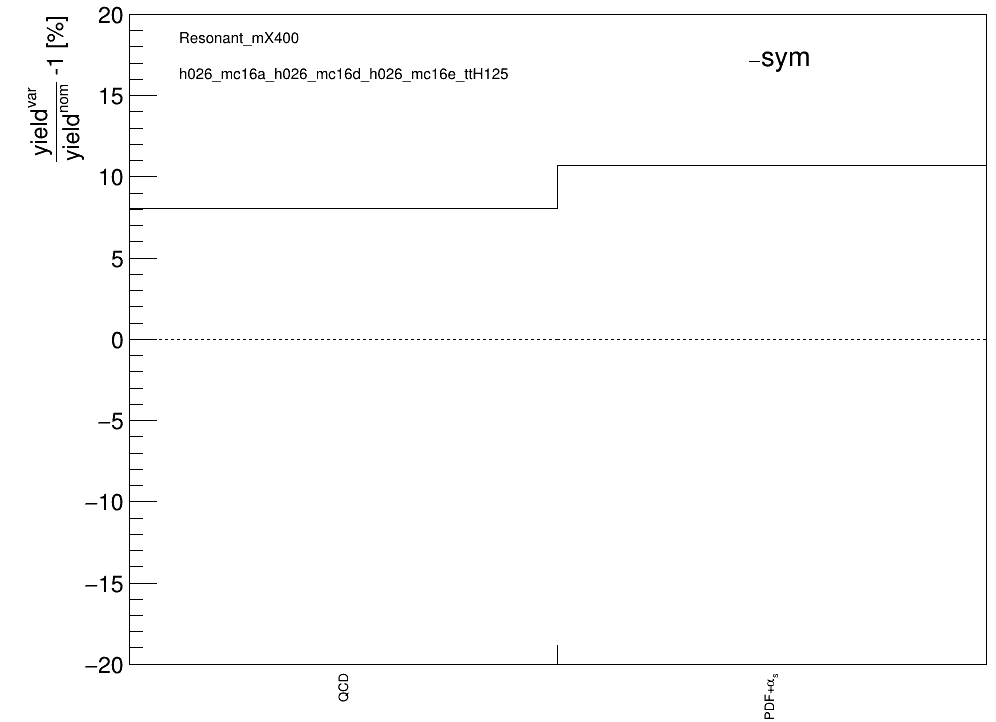 Resonant_mX400
h026_mc16a_h026_mc16d_h026_mc16e_ttH125
sym
yield^var / yield^nom -1 [%]
20
15
10
5
0
−5
−10
−15
−20
QCD
PDF+α_s